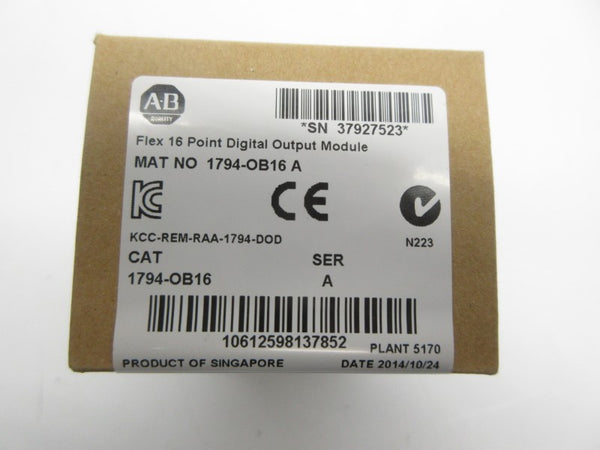 A-B
QUALITY
*SN 37927523*
Flex 16 Point Digital Output Module
MAT NO 1794-OB16 A
KC
CE
KCC-REM-RAA-1794-DOD
N223
CAT SER
1794-OB16 A
10612598137852
PLANT 5170
PRODUCT OF SINGAPORE DATE 2014/10/24